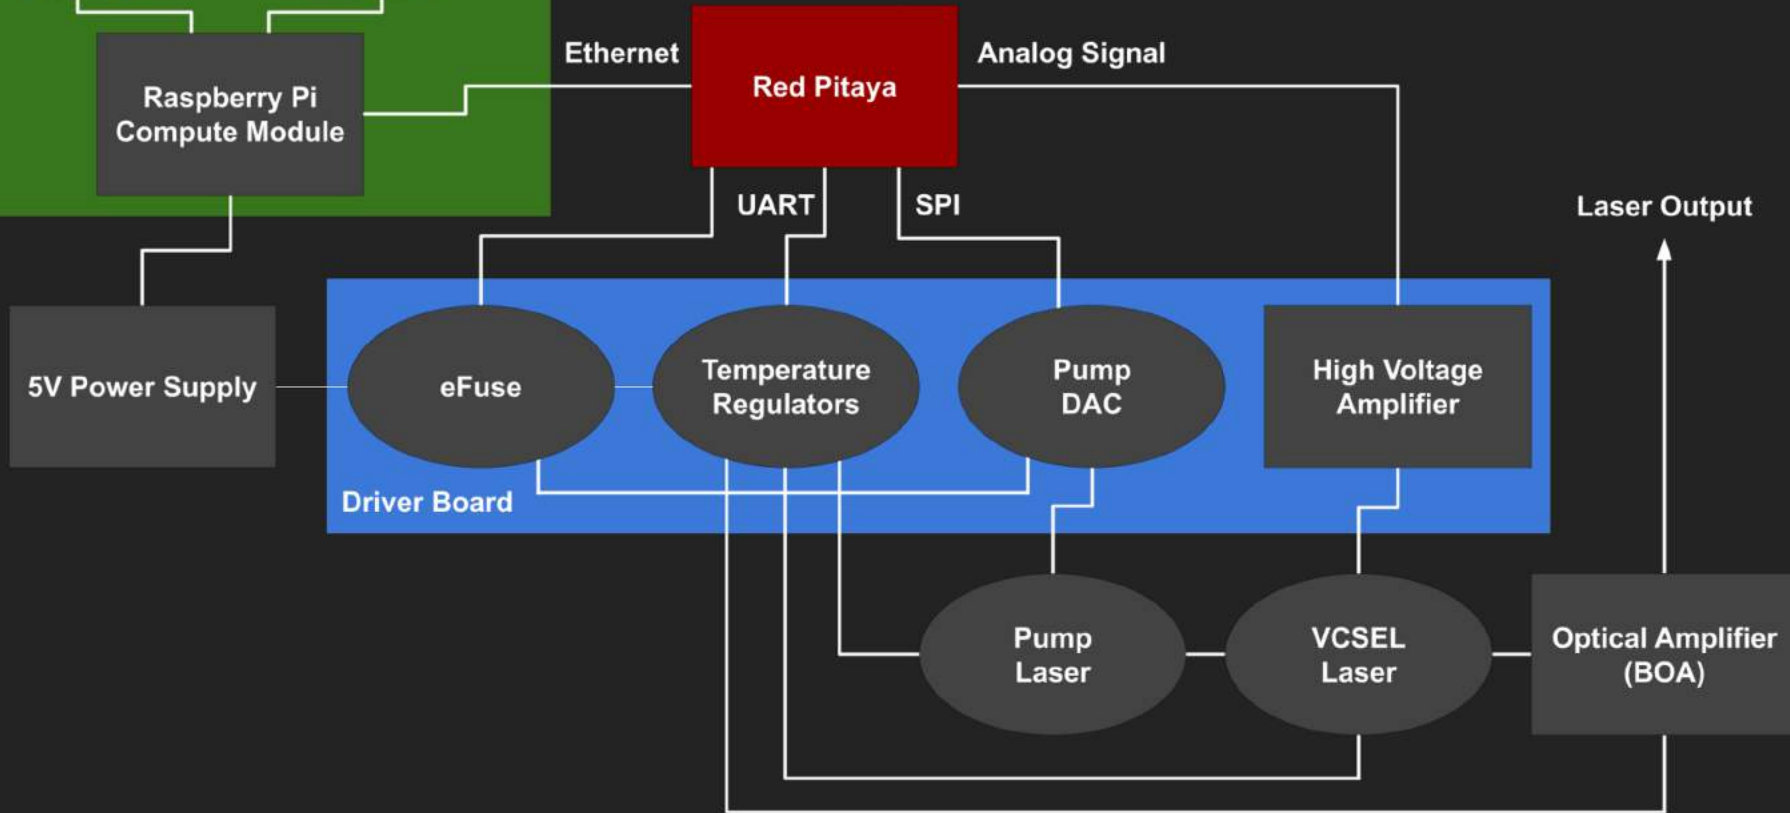 Ethernet
Red Pitaya
Analog Signal
Raspberry Pi
Compute Module
UART
SPI
Laser Output
5V Power Supply
eFuse
Temperature
Regulators
Pump
DAC
High Voltage
Amplifier
Driver Board
Pump
Laser
VCSEL
Laser
Optical Amplifier
(BOA)